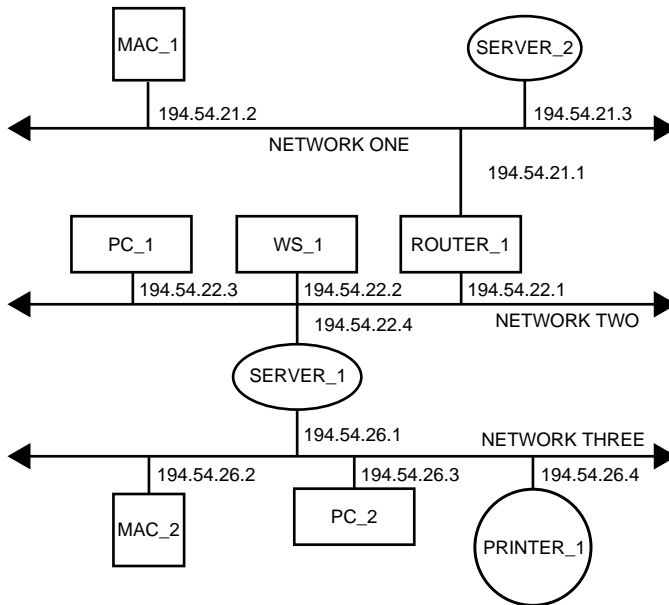 MAC_1
SERVER_2
194.54.21.2
194.54.21.3
NETWORK ONE
194.54.21.1
PC_1
WS_1
ROUTER_1
194.54.22.3
194.54.22.2
194.54.22.1
194.54.22.4
NETWORK TWO
SERVER_1
194.54.26.1
NETWORK THREE
194.54.26.2
194.54.26.3
194.54.26.4
MAC_2
PC_2
PRINTER_1